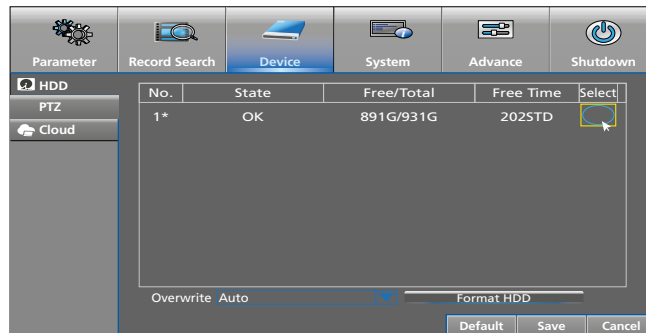 Parameter Record Search Device System Advance Shutdown
HDD
PTZ
Cloud
No. State Free/Total Free Time Select
1* OK 891G/931G 202STD
Overwrite Auto Format HDD
Default Save Cancel